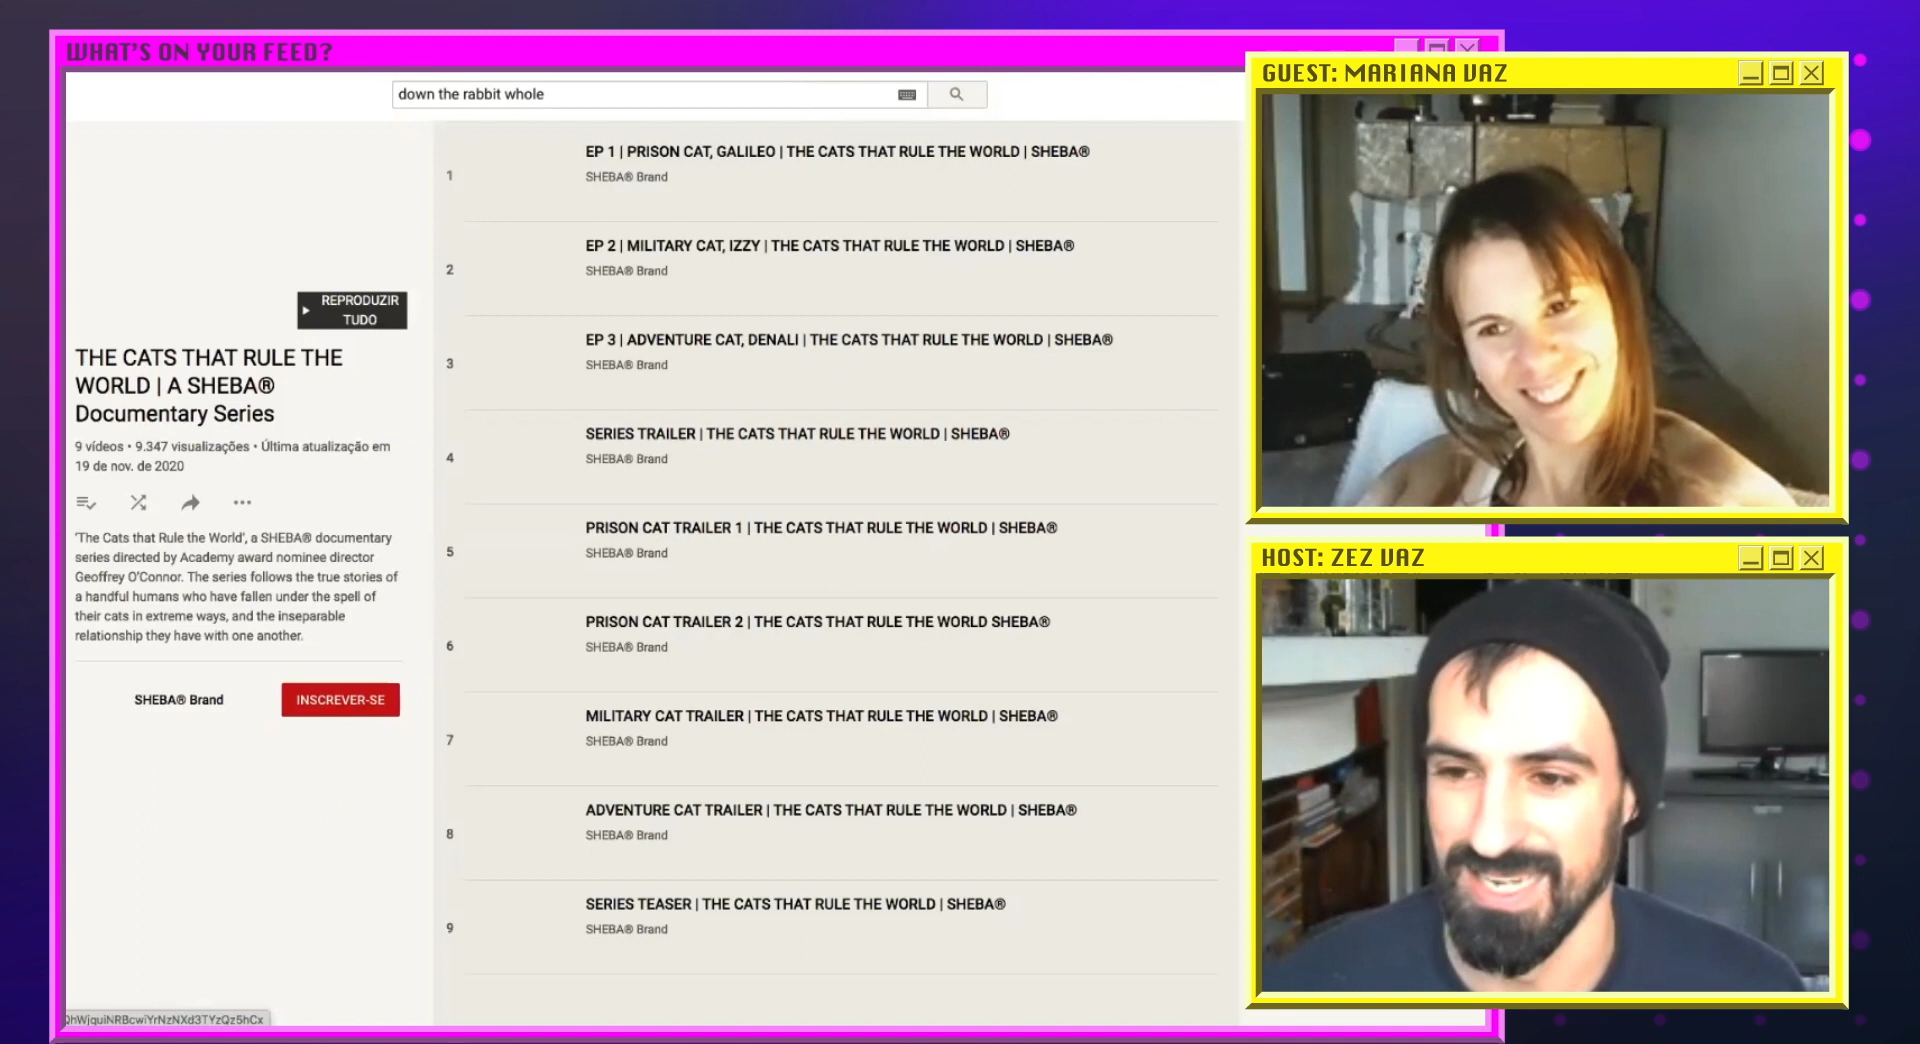 WHAT'S ON YOUR FEED?
down the rabbit whole
REPRODUZIR
TUDO
THE CATS THAT RULE THE
WORLD | A SHEBA®
Documentary Series
9 vídeos • 9.347 visualizações • Última atualização em
19 de nov. de 2020
'The Cats that Rule the World', a SHEBA® documentary
series directed by Academy award nominee director
Geoffrey O'Connor. The series follows the true stories of
a handful humans who have fallen under the spell of
their cats in extreme ways, and the inseparable
relationship they have with one another.
SHEBA® Brand
INSCREVER-SE
1
EP 1 | PRISON CAT, GALILEO | THE CATS THAT RULE THE WORLD | SHEBA®
SHEBA® Brand
2
EP 2 | MILITARY CAT, IZZY | THE CATS THAT RULE THE WORLD | SHEBA®
SHEBA® Brand
3
EP 3 | ADVENTURE CAT, DENALI | THE CATS THAT RULE THE WORLD | SHEBA®
SHEBA® Brand
4
SERIES TRAILER | THE CATS THAT RULE THE WORLD | SHEBA®
SHEBA® Brand
5
PRISON CAT TRAILER 1 | THE CATS THAT RULE THE WORLD | SHEBA®
SHEBA® Brand
6
PRISON CAT TRAILER 2 | THE CATS THAT RULE THE WORLD SHEBA®
SHEBA® Brand
7
MILITARY CAT TRAILER | THE CATS THAT RULE THE WORLD | SHEBA®
SHEBA® Brand
8
ADVENTURE CAT TRAILER | THE CATS THAT RULE THE WORLD | SHEBA®
SHEBA® Brand
9
SERIES TEASER | THE CATS THAT RULE THE WORLD | SHEBA®
SHEBA® Brand
GUEST: MARIANA VAZ
HOST: ZEZ VAZ